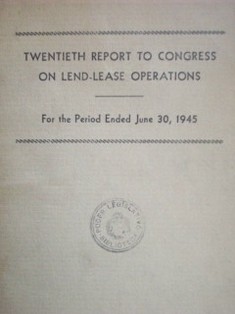 TWENTIETH REPORT TO CONGRESS
ON LEND-LEASE OPERATIONS
For the Period Ended June 30, 1945